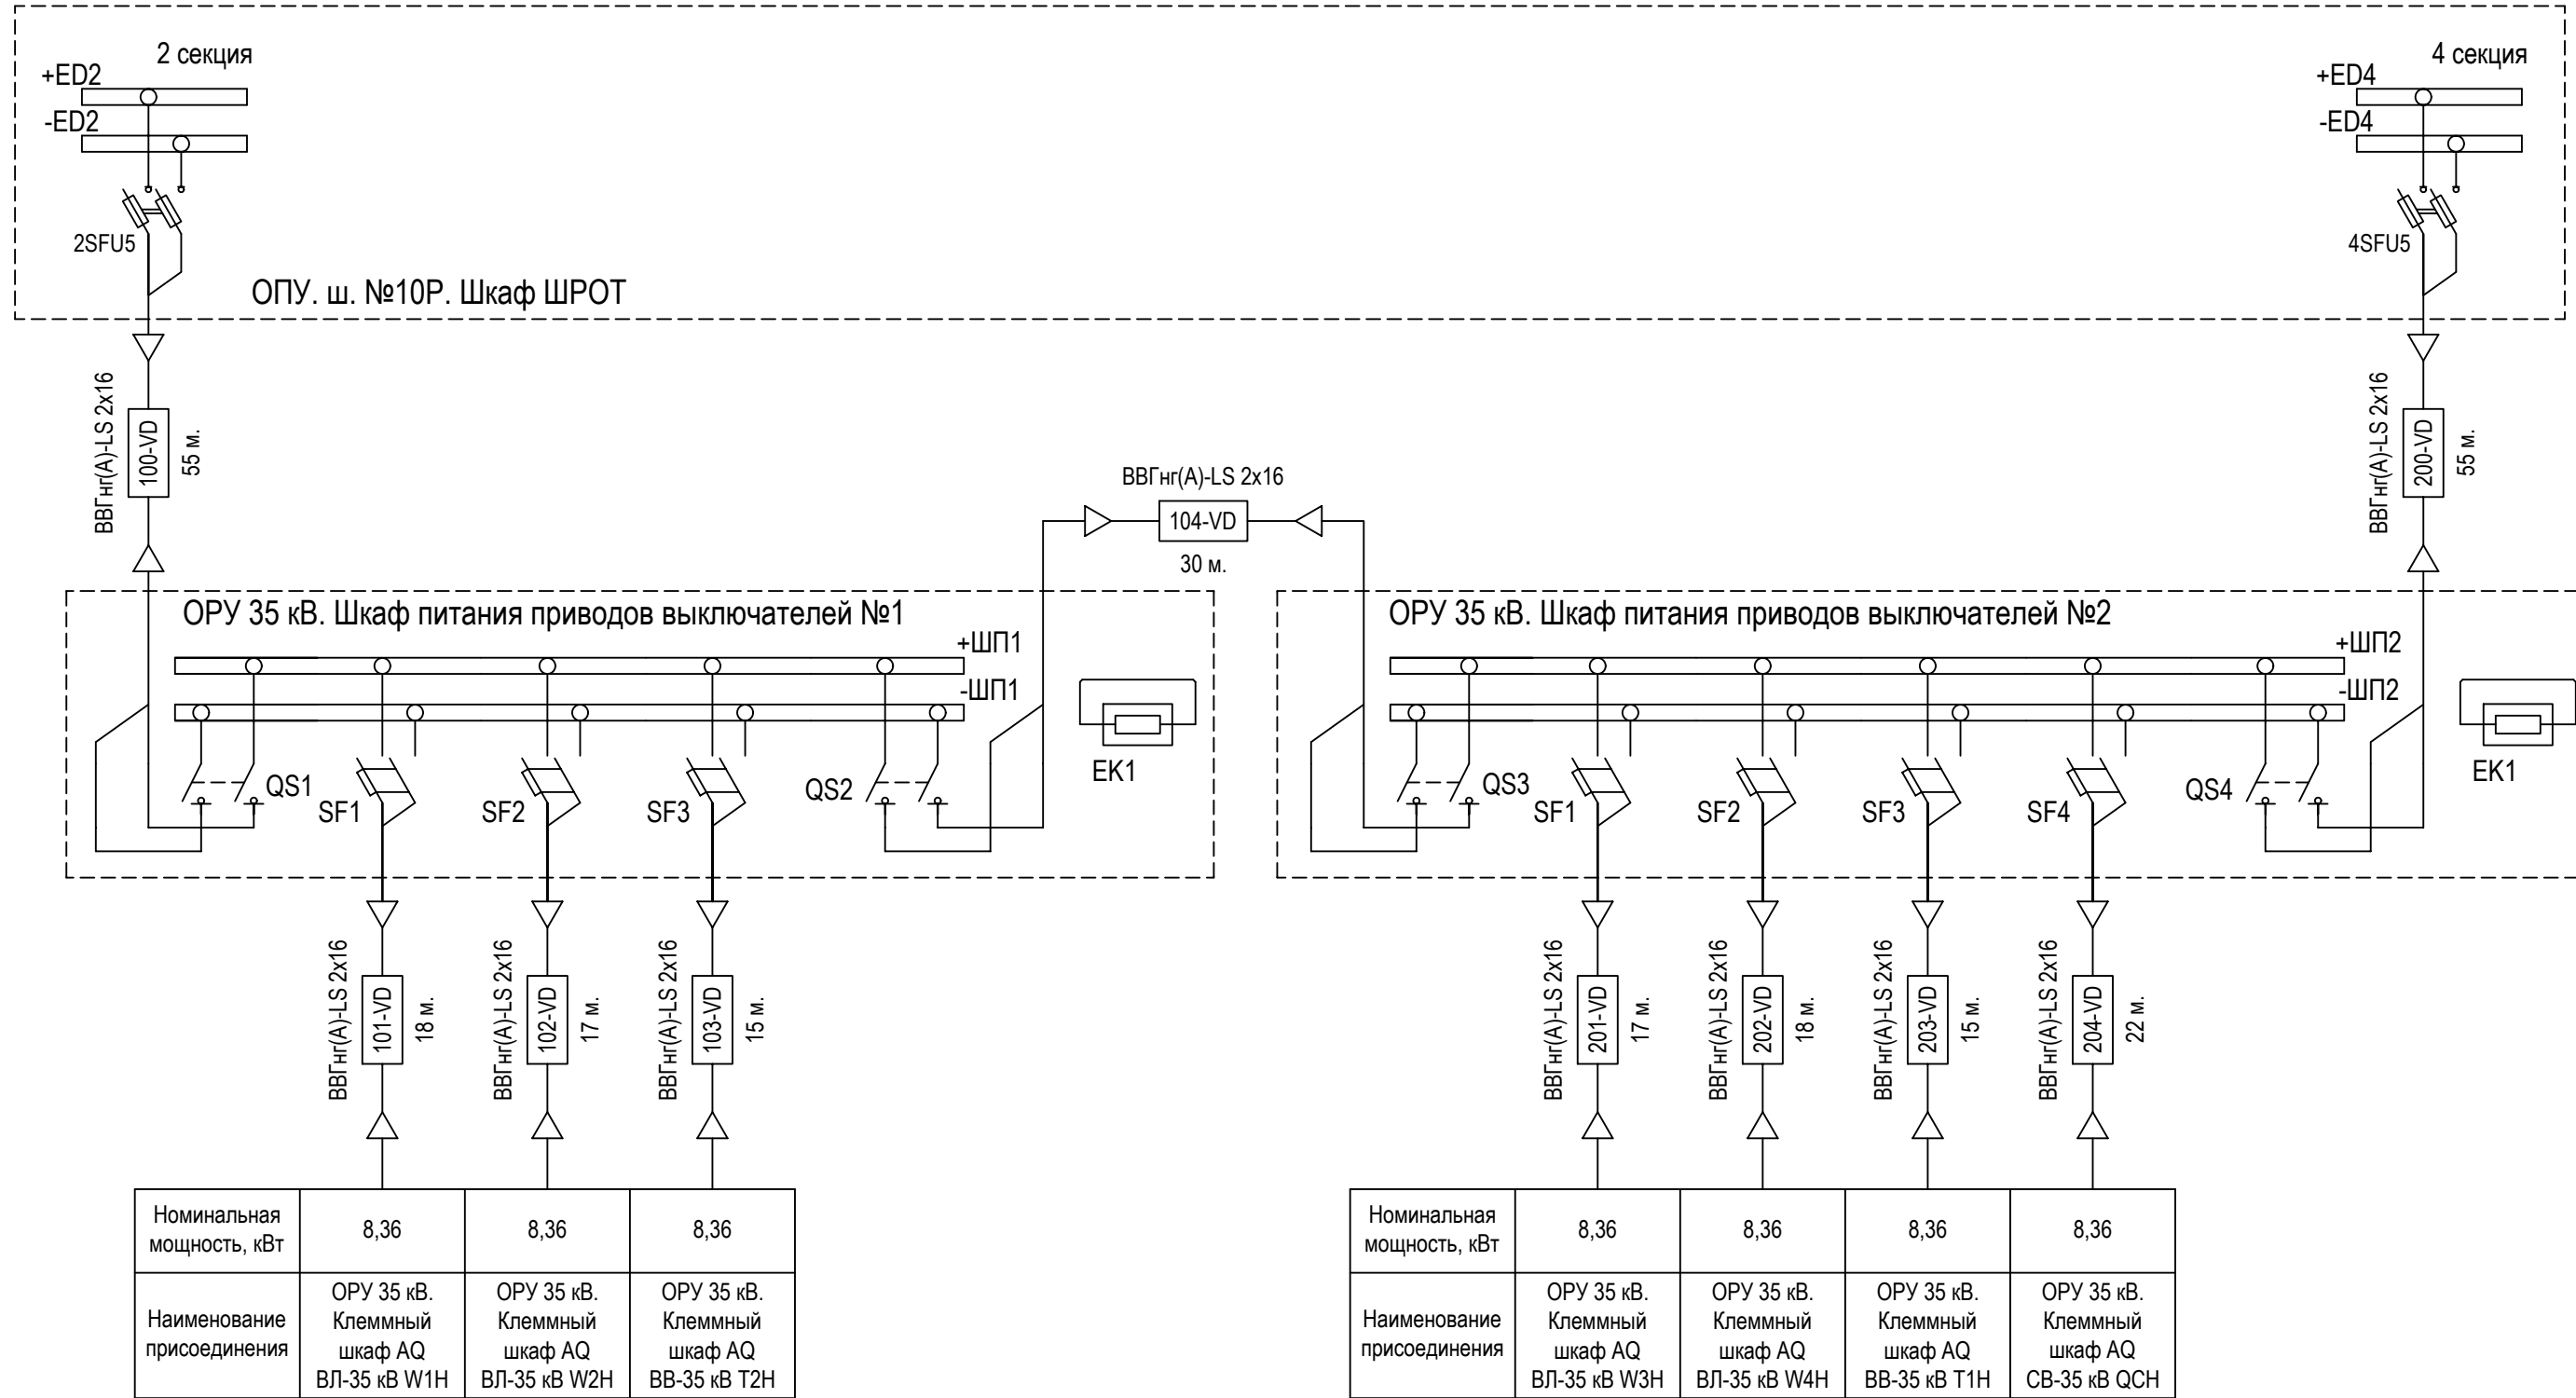 2 секция
+ED2
-ED2
2SFU5
4 секция
+ED4
-ED4
4SFU5
ОПУ. ш. №10Р. Шкаф ШРОТ
ВВГнг(А)-LS 2x16
100-VD
55 м.
ВВГнг(А)-LS 2x16
104-VD
30 м.
ВВГнг(А)-LS 2x16
200-VD
55 м.
ОРУ 35 кВ. Шкаф питания приводов выключателей №1
+ШП1
-ШП1
QS1
SF1
SF2
SF3
QS2
EK1
ОРУ 35 кВ. Шкаф питания приводов выключателей №2
+ШП2
-ШП2
QS3
SF1
SF2
SF3
SF4
QS4
EK1
ВВГнг(А)-LS 2x16
101-VD
18 м.
ВВГнг(А)-LS 2x16
102-VD
17 м.
ВВГнг(А)-LS 2x16
103-VD
15 м.
ВВГнг(А)-LS 2x16
201-VD
17 м.
ВВГнг(А)-LS 2x16
202-VD
18 м.
ВВГнг(А)-LS 2x16
203-VD
15 м.
ВВГнг(А)-LS 2x16
204-VD
22 м.
Номинальная
мощность, кВт
8,36
8,36
8,36
Наименование
присоединения
ОРУ 35 кВ.
Клеммный
шкаф AQ
ВЛ-35 кВ W1H
ОРУ 35 кВ.
Клеммный
шкаф AQ
ВЛ-35 кВ W2H
ОРУ 35 кВ.
Клеммный
шкаф AQ
ВВ-35 кВ T2H
Номинальная
мощность, кВт
8,36
8,36
8,36
8,36
Наименование
присоединения
ОРУ 35 кВ.
Клеммный
шкаф AQ
ВЛ-35 кВ W3H
ОРУ 35 кВ.
Клеммный
шкаф AQ
ВЛ-35 кВ W4H
ОРУ 35 кВ.
Клеммный
шкаф AQ
ВВ-35 кВ T1H
ОРУ 35 кВ.
Клеммный
шкаф AQ
СВ-35 кВ QCH